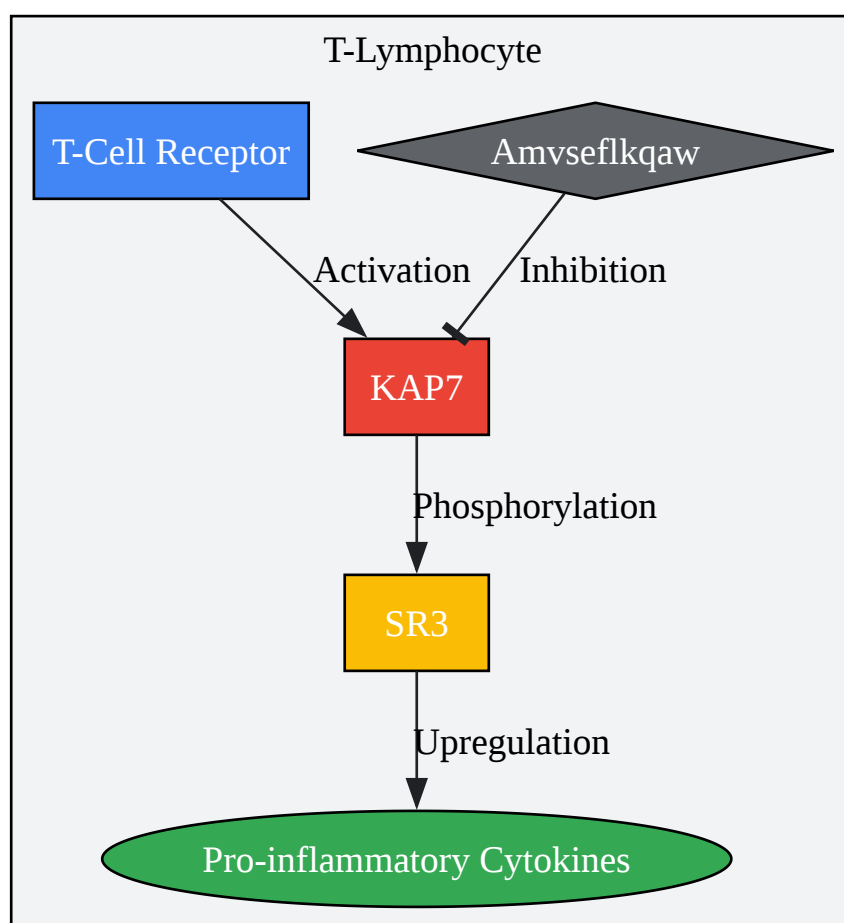 T-Lymphocyte
T-Cell Receptor
Amvseflkqaw
Activation
Inhibition
KAP7
Phosphorylation
SR3
Upregulation
Pro-inflammatory Cytokines